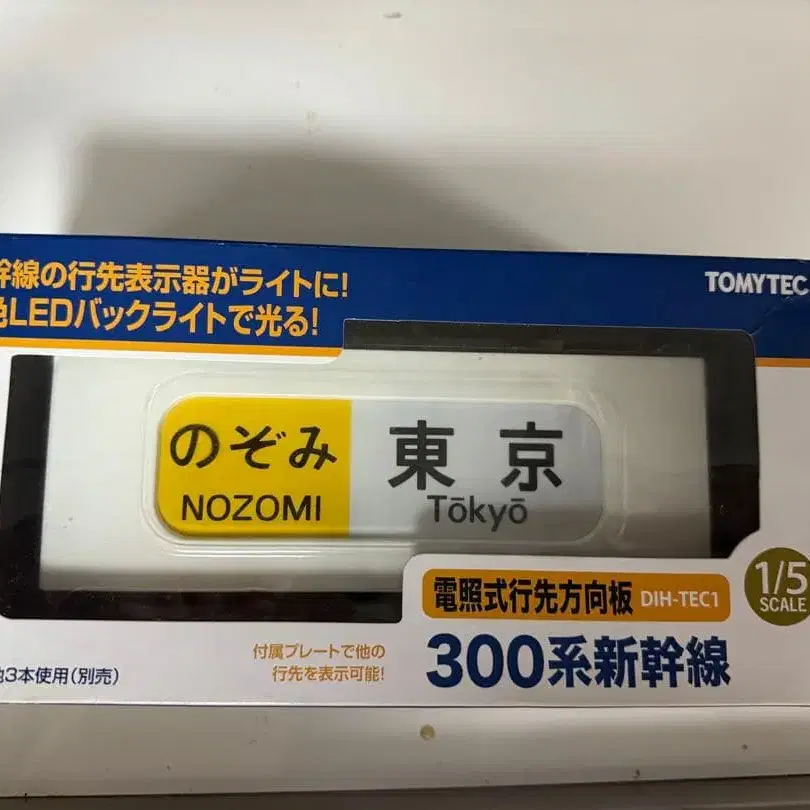 幹線の行先表示器がライトに!
LEDバックライトで光る!
TOMYTEC
のぞみ
NOZOMI
東京
Tōkyō
電照式行先方向板 DIH-TEC1
1/5
SCALE
300系新幹線
付属プレートで他の
行先を表示可能!
3本使用(別売)